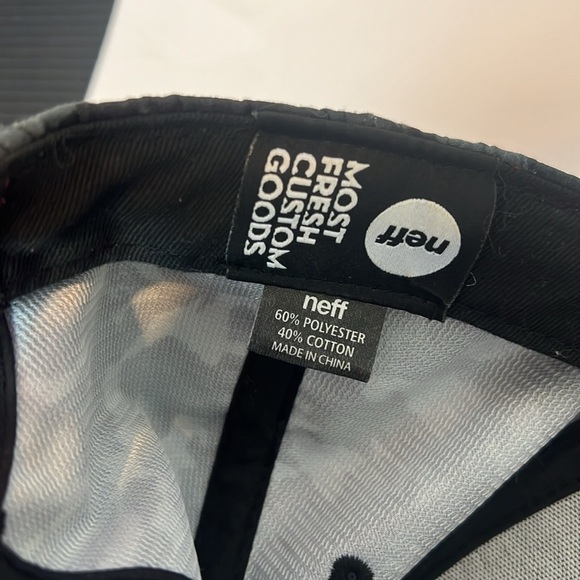 MOST
FRESH
CUSTOM
GOODS
neff
neff
60% POLYESTER
40% COTTON
MADE IN CHINA